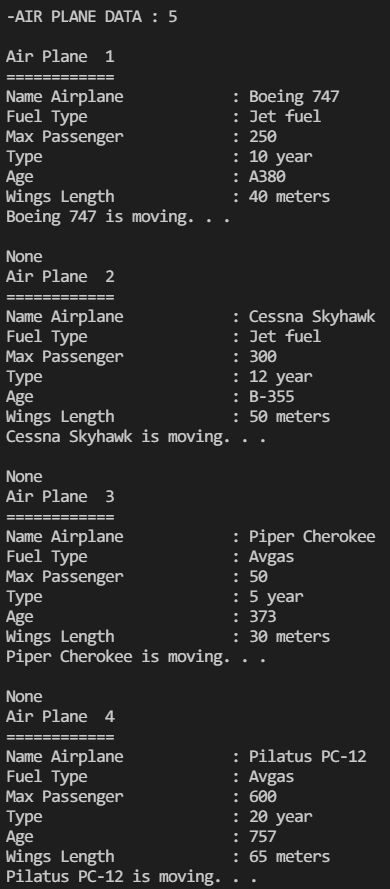 -AIR PLANE DATA : 5
Air Plane  1
============
Name Airplane            : Boeing 747
Fuel Type                : Jet fuel
Max Passenger            : 250
Type                     : 10 year
Age                      : A380
Wings Length             : 40 meters
Boeing 747 is moving. . .
None
Air Plane  2
============
Name Airplane            : Cessna Skyhawk
Fuel Type                : Jet fuel
Max Passenger            : 300
Type                     : 12 year
Age                      : B-355
Wings Length             : 50 meters
Cessna Skyhawk is moving. . .
None
Air Plane  3
============
Name Airplane            : Piper Cherokee
Fuel Type                : Avgas
Max Passenger            : 50
Type                     : 5 year
Age                      : 373
Wings Length             : 30 meters
Piper Cherokee is moving. . .
None
Air Plane  4
============
Name Airplane            : Pilatus PC-12
Fuel Type                : Avgas
Max Passenger            : 600
Type                     : 20 year
Age                      : 757
Wings Length             : 65 meters
Pilatus PC-12 is moving. . .